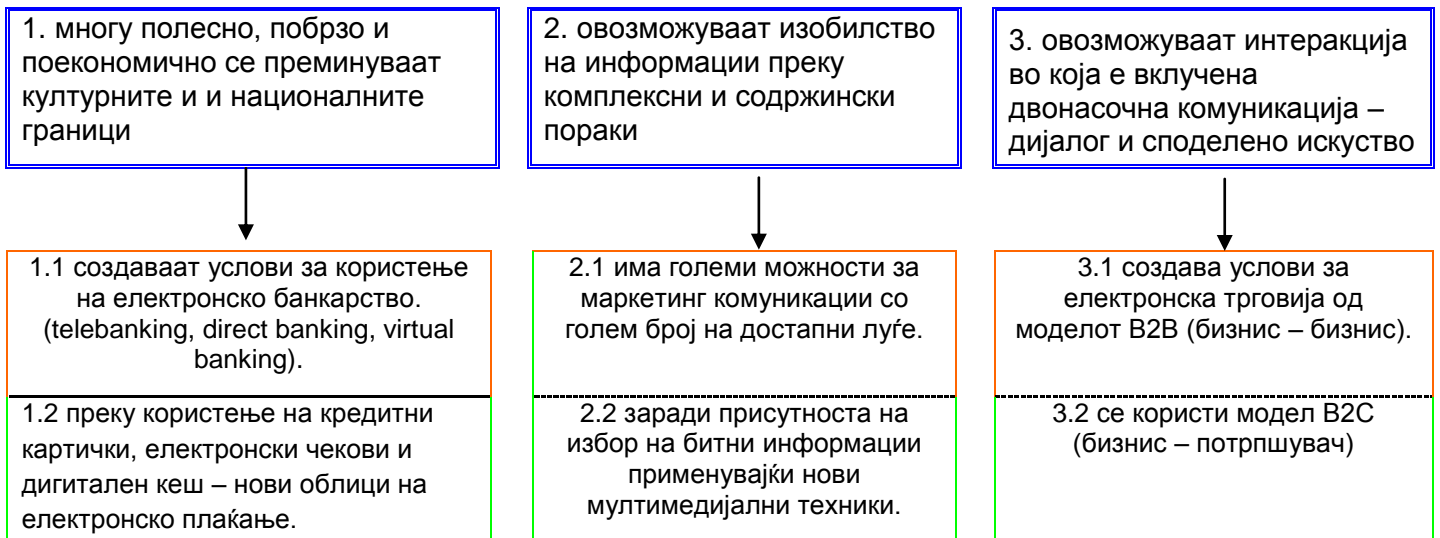 1. многу полесно, побрзо и
поекономично се преминуваат
културните и и националните
граници
2. овозможуваат изобилство
на информации преку
комплексни и содржински
пораки
3. овозможуваат интеракција
во која е вклучена
двонасочна комуникација –
дијалог и споделено искуство
1.1 создаваат услови за користење
на електронско банкарство.
(telebanking, direct banking, virtual
banking).
2.1 има големи можности за
маркетинг комуникации со
голем број на достапни луѓе.
3.1 создава услови за
електронска трговија од
моделот B2B (бизнис – бизнис).
1.2 преку користење на кредитни
картички, електронски чекови и
дигитален кеш – нови облици на
електронско плаќање.
2.2 заради присутноста на
избор на битни информации
применувајќи нови
мултимедијални техники.
3.2 се користи модел B2C
(бизнис – потрпшувач)